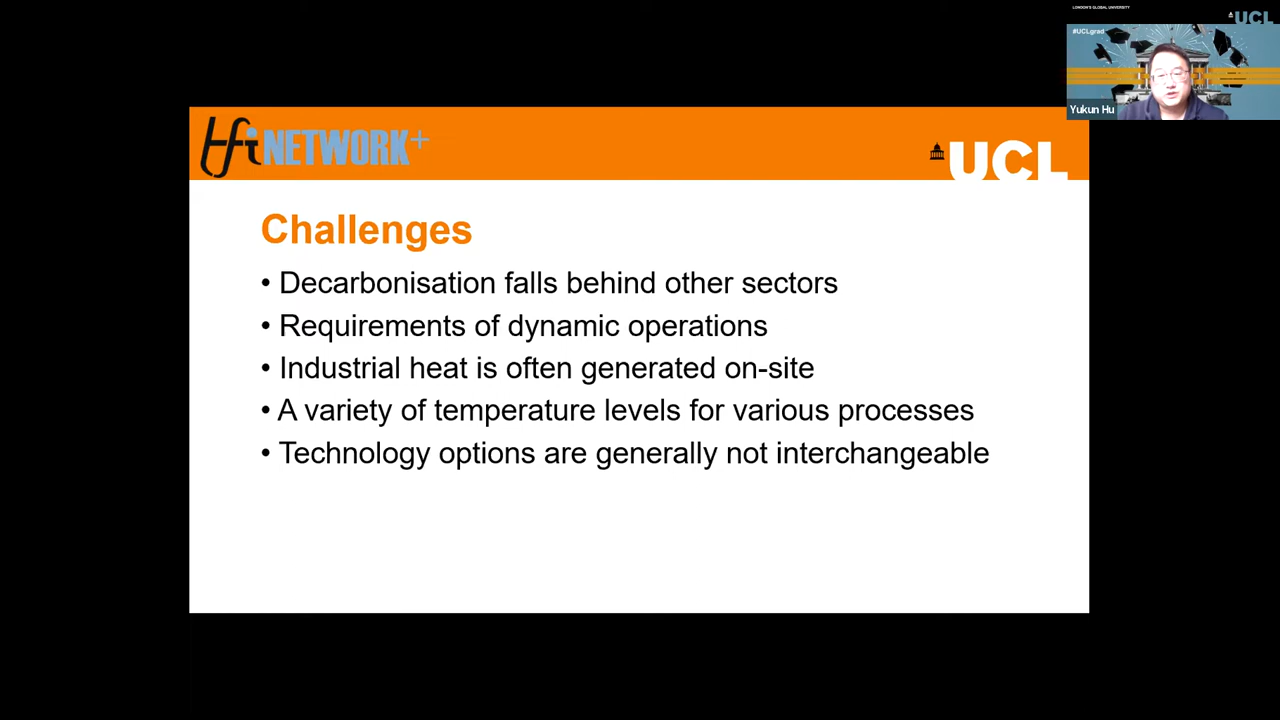 LONDON'S GLOBAL UNIVERSITY
UCL
#UCLgrad
Yukun Hu
tfi NETWORK+
UCL
Challenges
• Decarbonisation falls behind other sectors
• Requirements of dynamic operations
• Industrial heat is often generated on-site
• A variety of temperature levels for various processes
• Technology options are generally not interchangeable